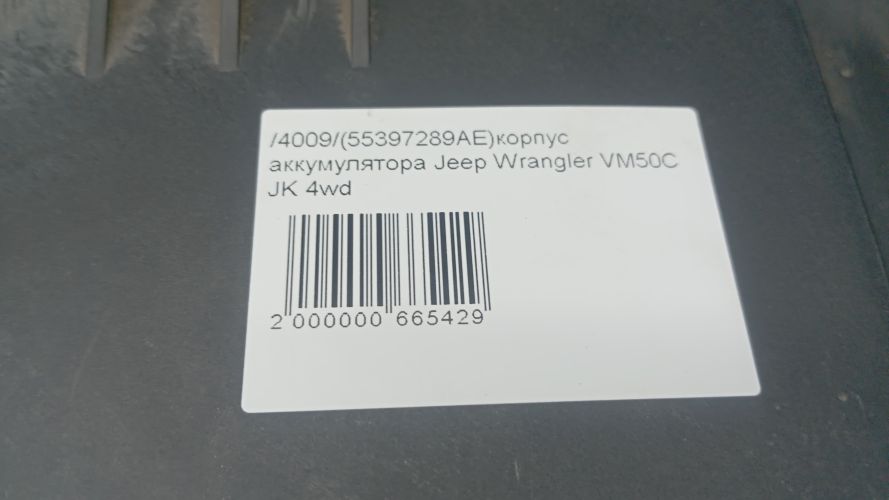 /4009/(55397289AE)корпус
аккумулятора Jeep Wrangler VM50C
JK 4wd
2 000000 665429